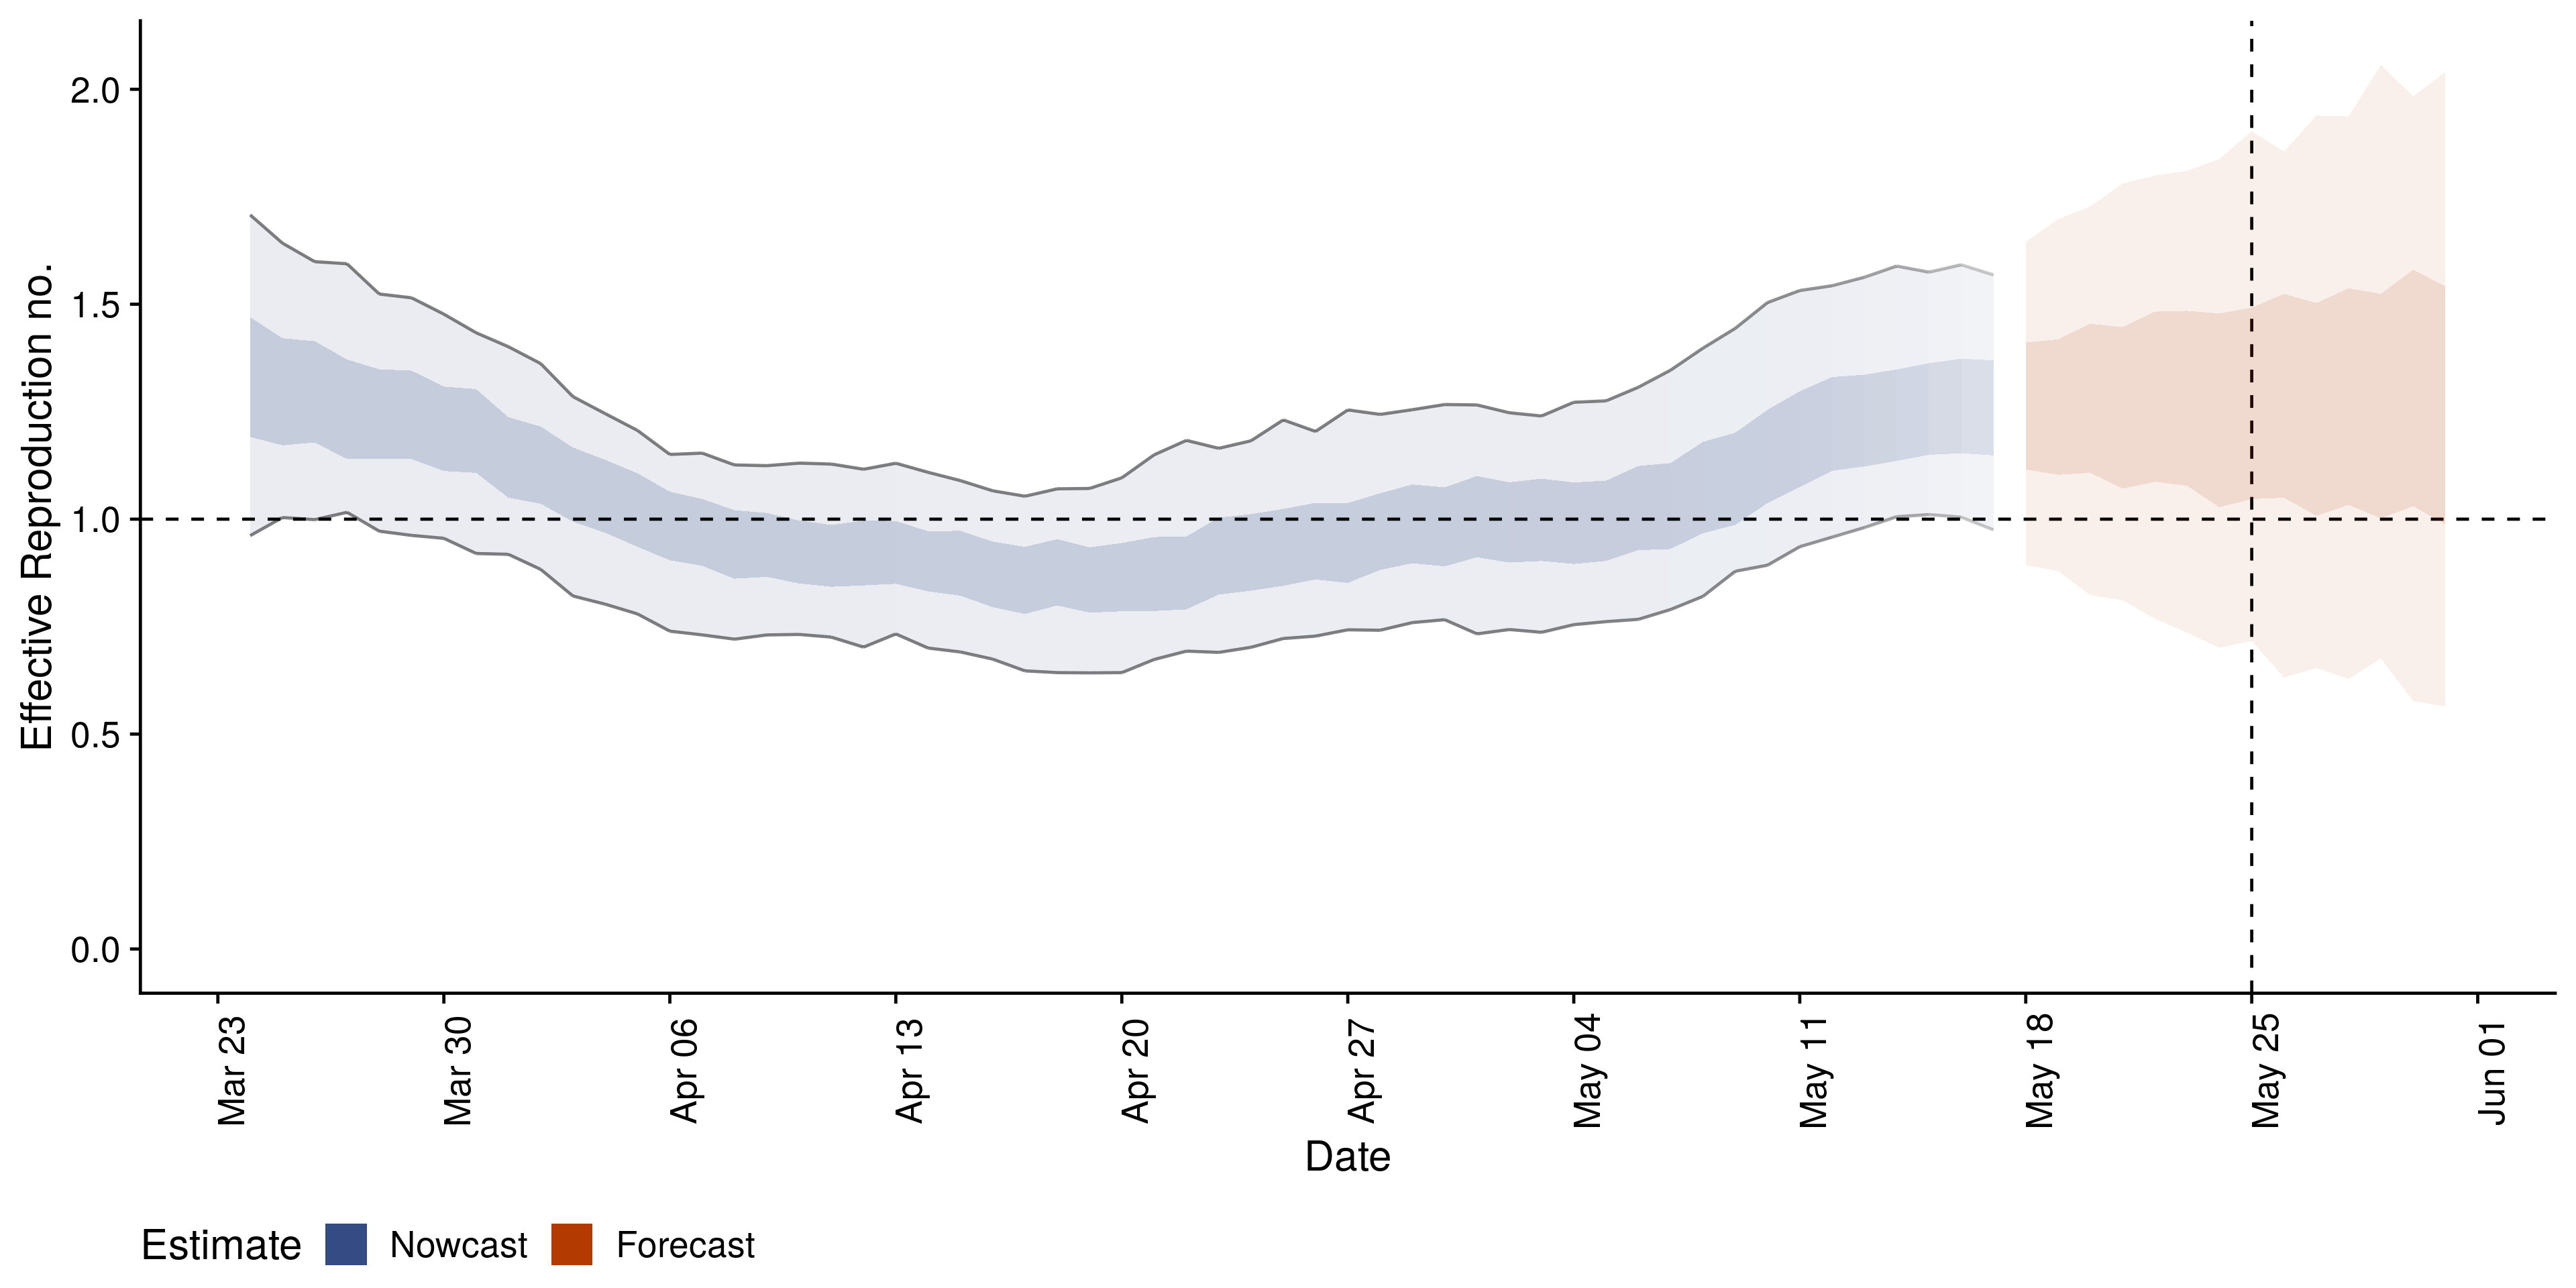 Effective Reproduction no.
2.0
1.5
1.0
0.5
0.0
Mar 23
Mar 30
Apr 06
Apr 13
Apr 20
Apr 27
May 04
May 11
May 18
May 25
Jun 01
Date
Estimate Nowcast Forecast